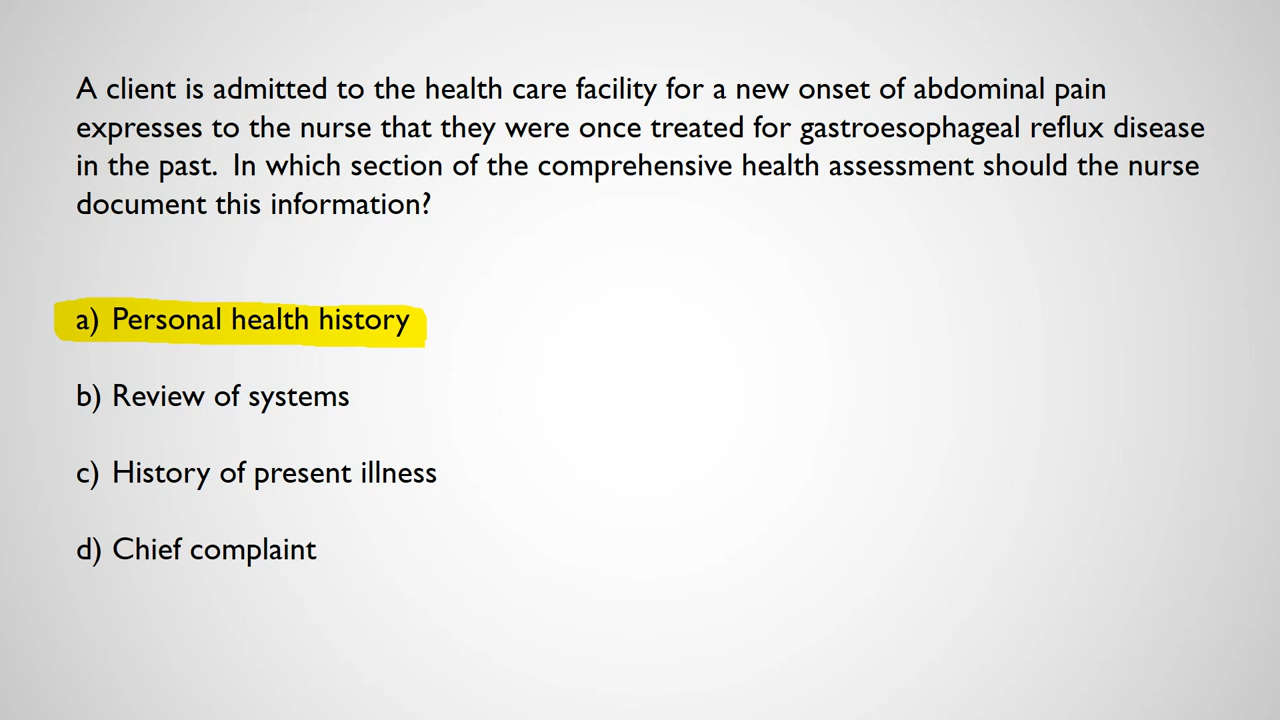 A client is admitted to the health care facility for a new onset of abdominal pain
expresses to the nurse that they were once treated for gastroesophageal reflux disease
in the past.  In which section of the comprehensive health assessment should the nurse
document this information?
a) Personal health history
b) Review of systems
c) History of present illness
d) Chief complaint